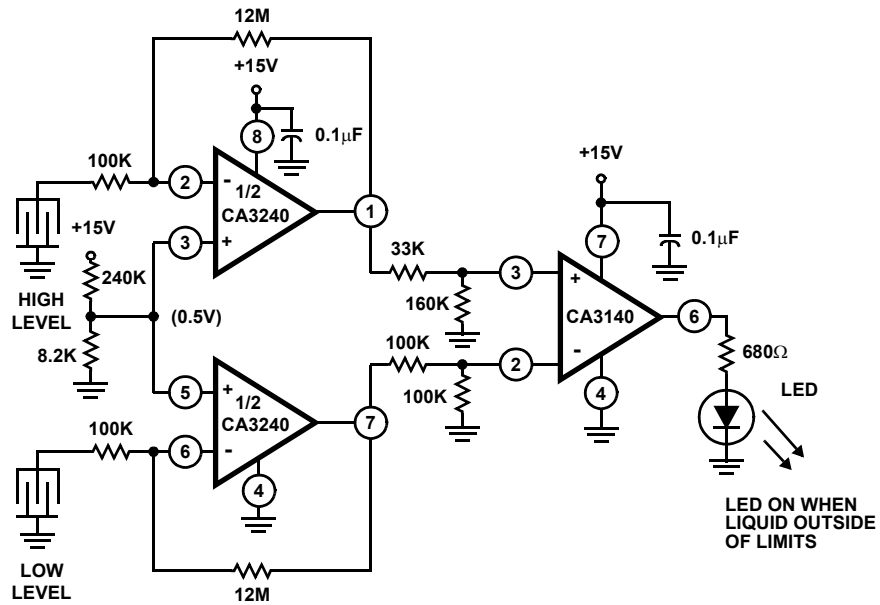 12M
+15V
8
0.1μF
100K
2
-
1/2
CA3240
1
+15V
3
+
+15V
7
0.1μF
33K
3
240K
HIGH
LEVEL
(0.5V)
160K
+
CA3140
6
8.2K
100K
2
-
680Ω
5
+
1/2
CA3240
7
100K
4
LED
100K
6
-
4
LED ON WHEN
LIQUID OUTSIDE
OF LIMITS
LOW
LEVEL
12M